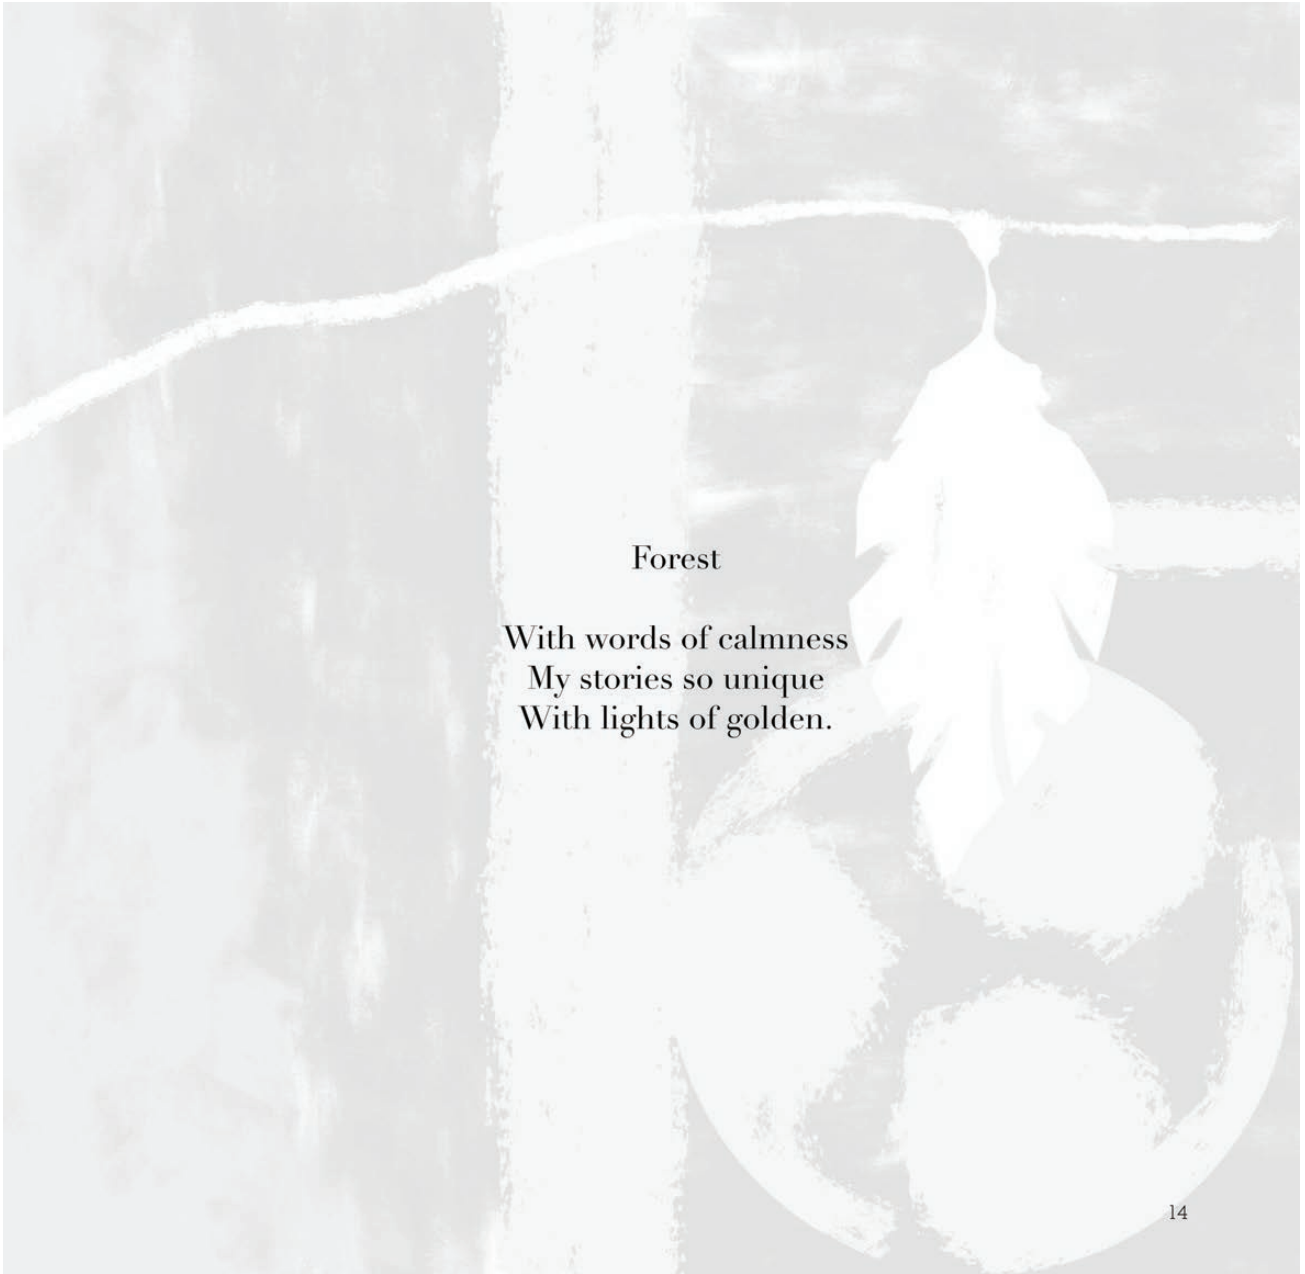 Forest
With words of calmness
My stories so unique
With lights of golden.
14